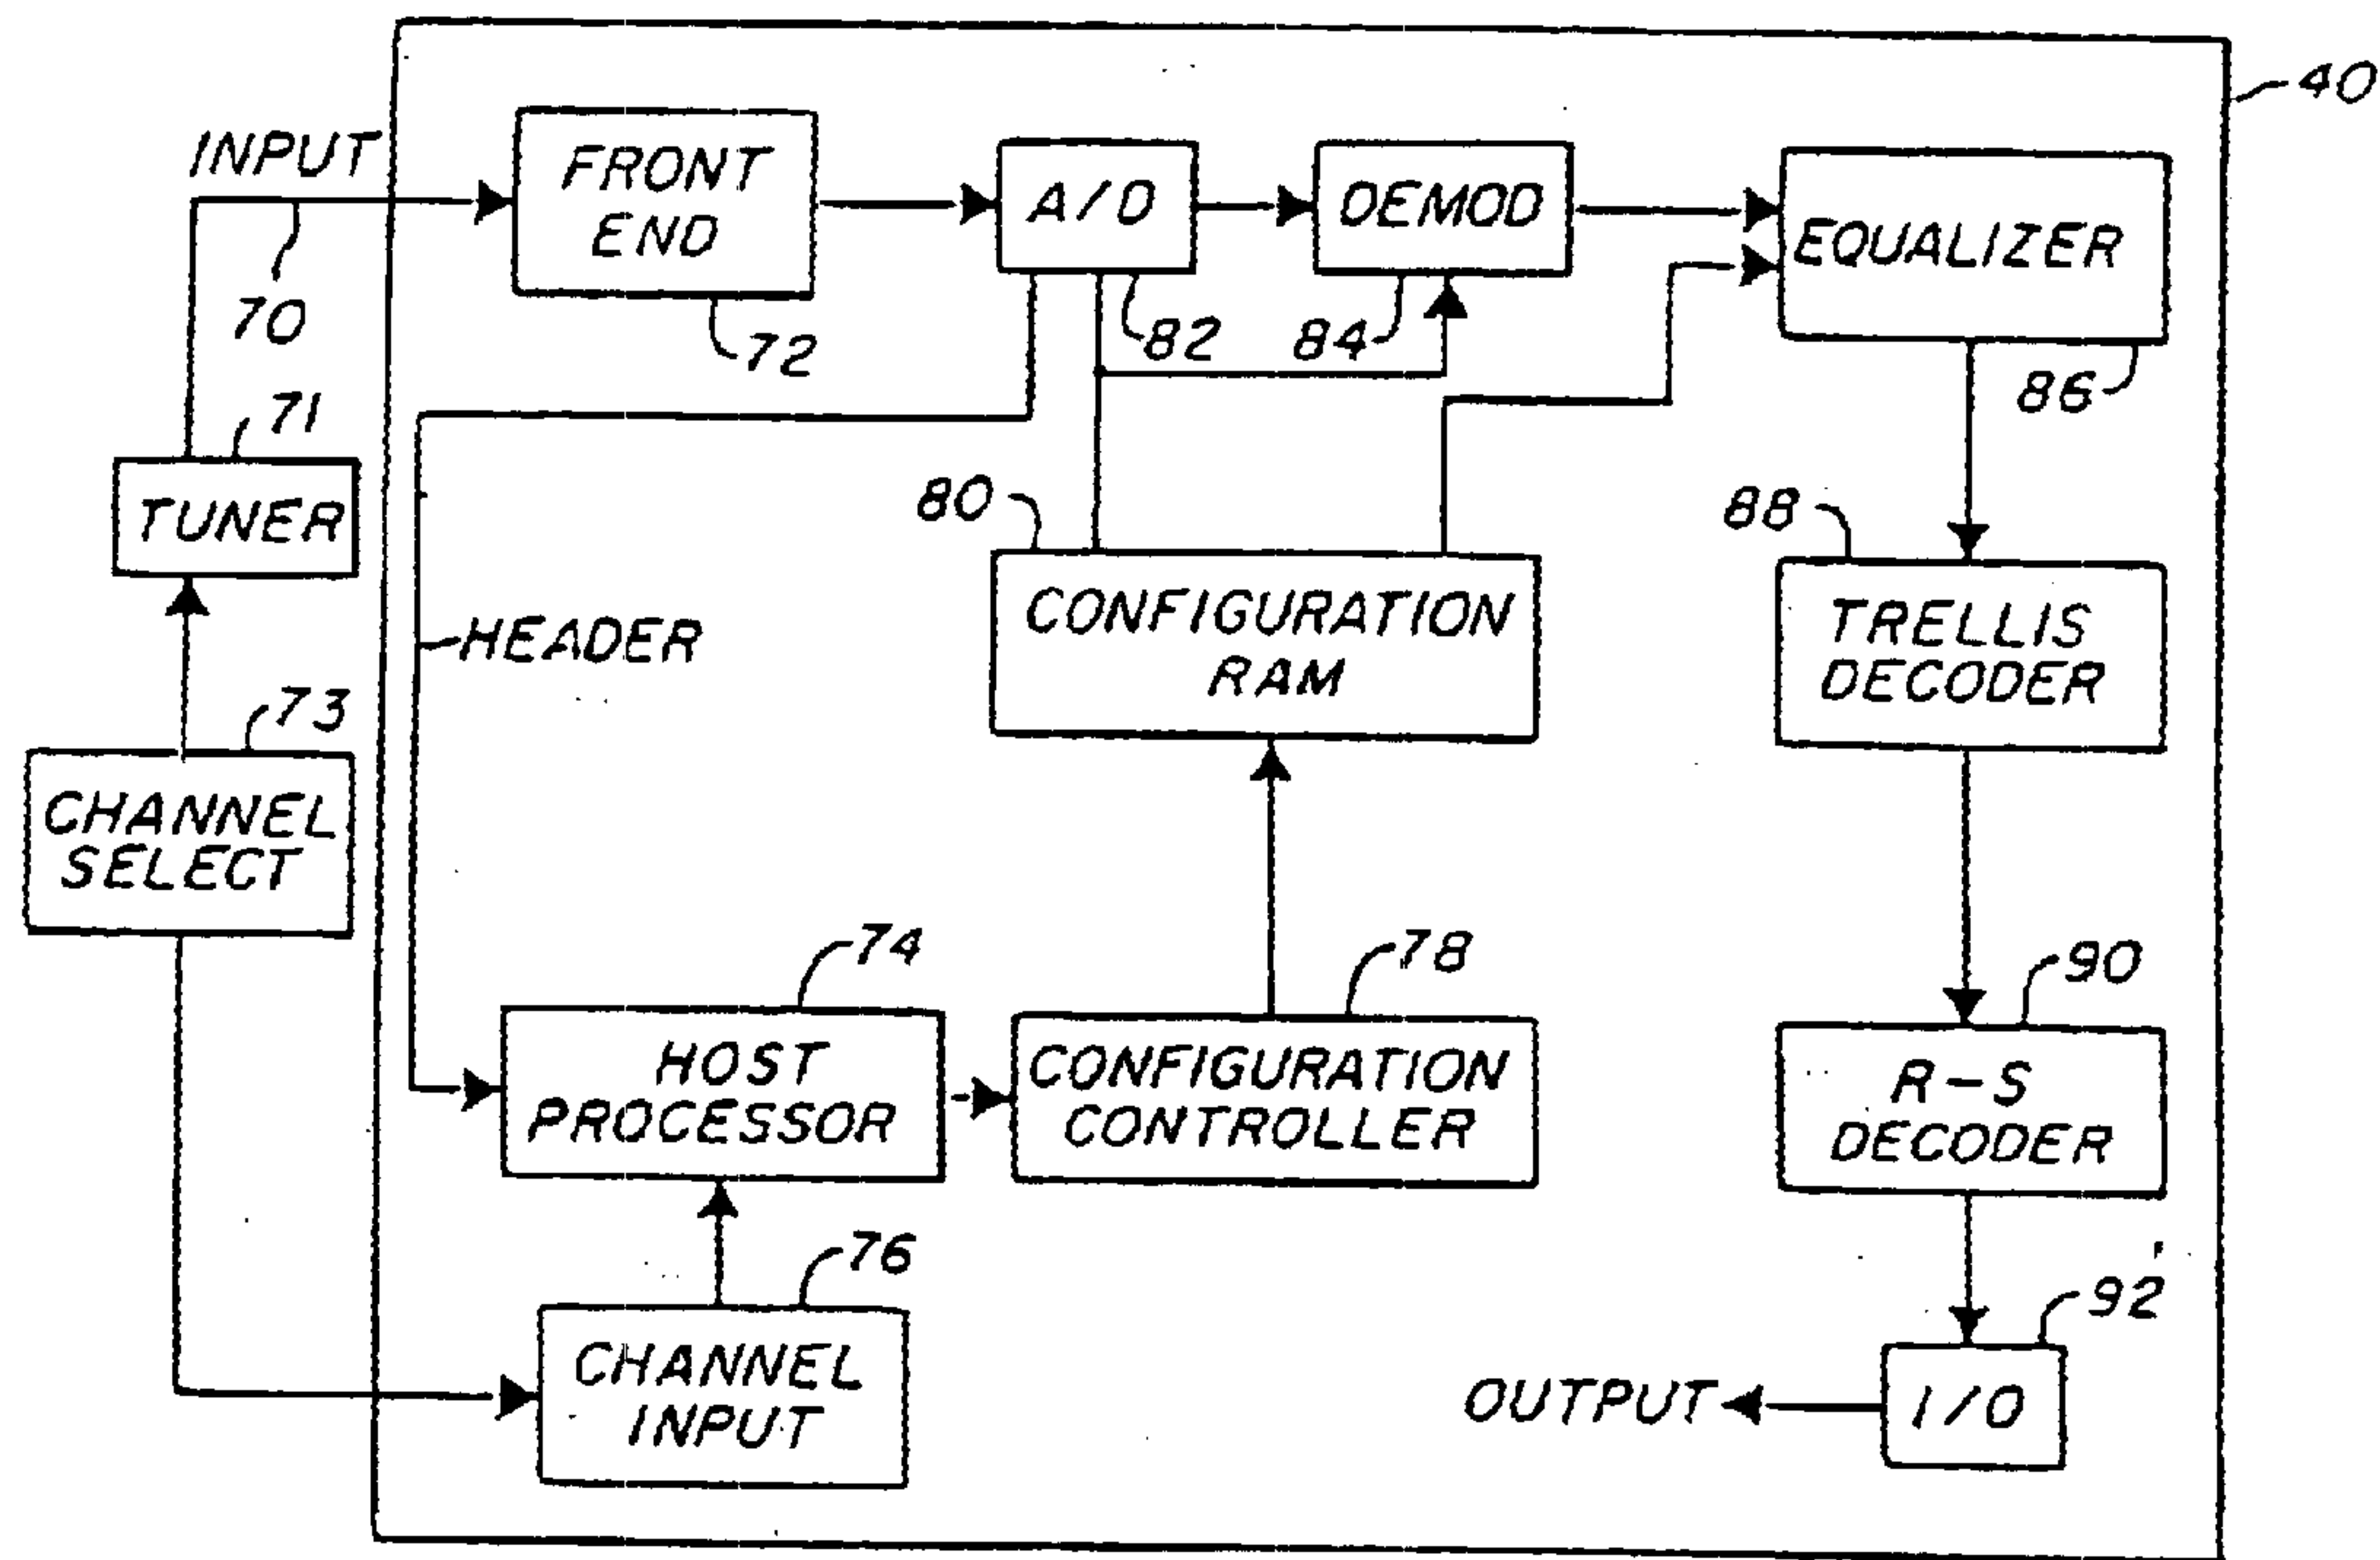 40
INPUT
FRONT
END
A/D
DEMOD
EQUALIZER
70
72
82
84
86
71
TUNER
80
88
HEADER
CONFIGURATION
RAM
TRELLIS
DECODER
73
CHANNEL
SELECT
74
78
90
HOST
PROCESSOR
CONFIGURATION
CONTROLLER
R-S
DECODER
76
92
CHANNEL
INPUT
OUTPUT
I/O